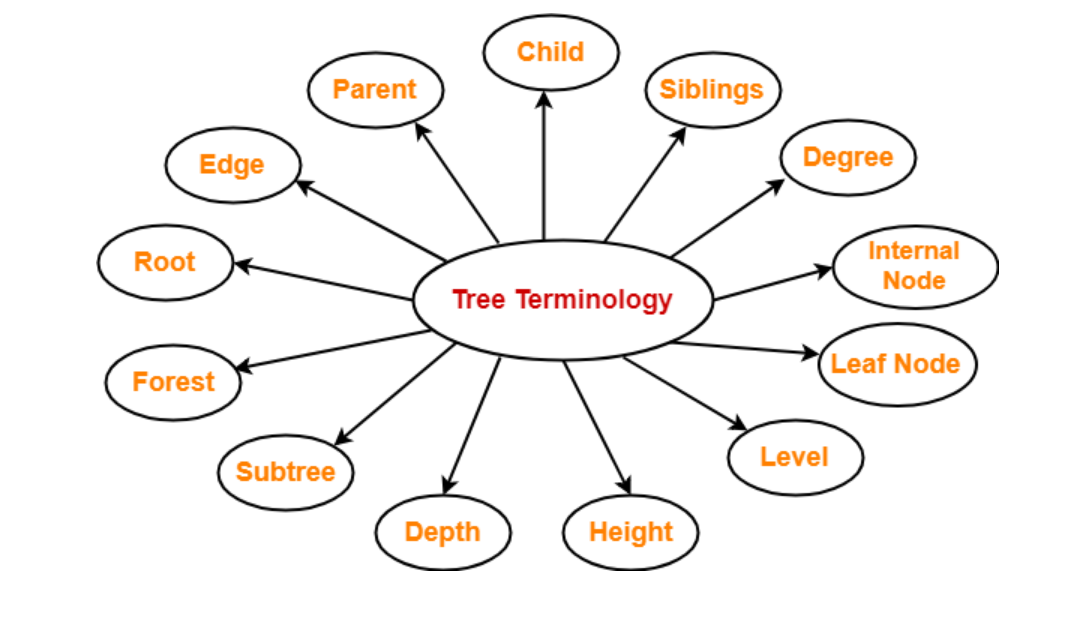 Child
Parent
Siblings
Edge
Degree
Root
Internal
Node
Tree Terminology
Forest
Leaf Node
Subtree
Level
Depth
Height